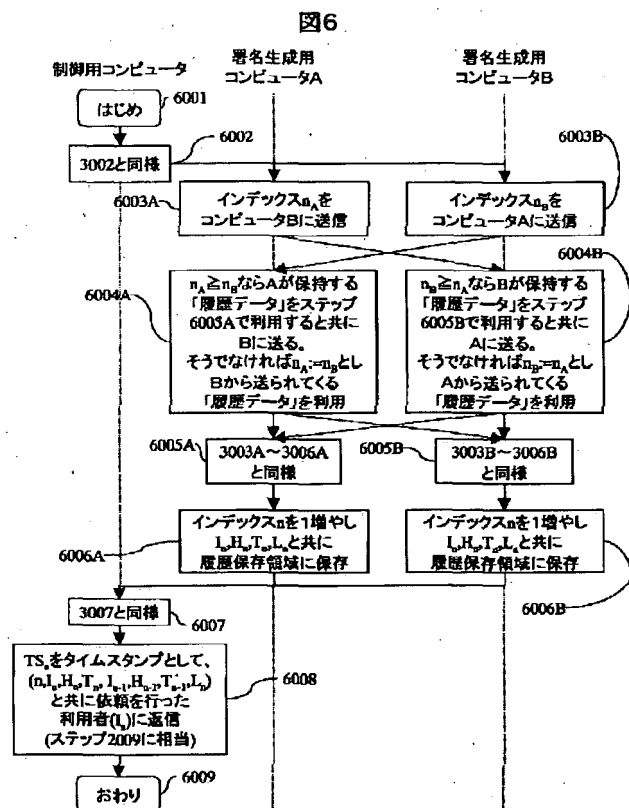 図6
制御用コンピュータ
署名生成用
コンピュータA
署名生成用
コンピュータB
はじめ
6001
3002と同様
6002
6003A
インデックスnAを
コンピュータBに送信
インデックスnBを
コンピュータAに送信
6003B
6004A
nA≧nBならAが保持する
「履歴データ」をステップ
6005Aで利用すると共に
Bに送る。
そうでなければnA:=nBとし
Bから送られてくる
「履歴データ」を利用
nB≧nAならBが保持する
「履歴データ」をステップ
6005Bで利用すると共に
Aに送る。
そうでなければnB:=nAとし
Aから送られてくる
「履歴データ」を利用
6004B
6005A
3003A～3006A
と同様
6005B
3003B～3006B
と同様
6006A
インデックスnを1増やし
In,Hn,Tn,Lnと共に
履歴保存領域に保存
インデックスnを1増やし
In,Hn,Tn,Lnと共に
履歴保存領域に保存
6006B
3007と同様
6007
TSnをタイムスタンプとして、
(n,In,Hn,Tn,In-1,Hn-1,Tn-1,Ln)
と共に依頼を行った
利用者(In)に返信
(ステップ2009に相当)
6008
おわり
6009